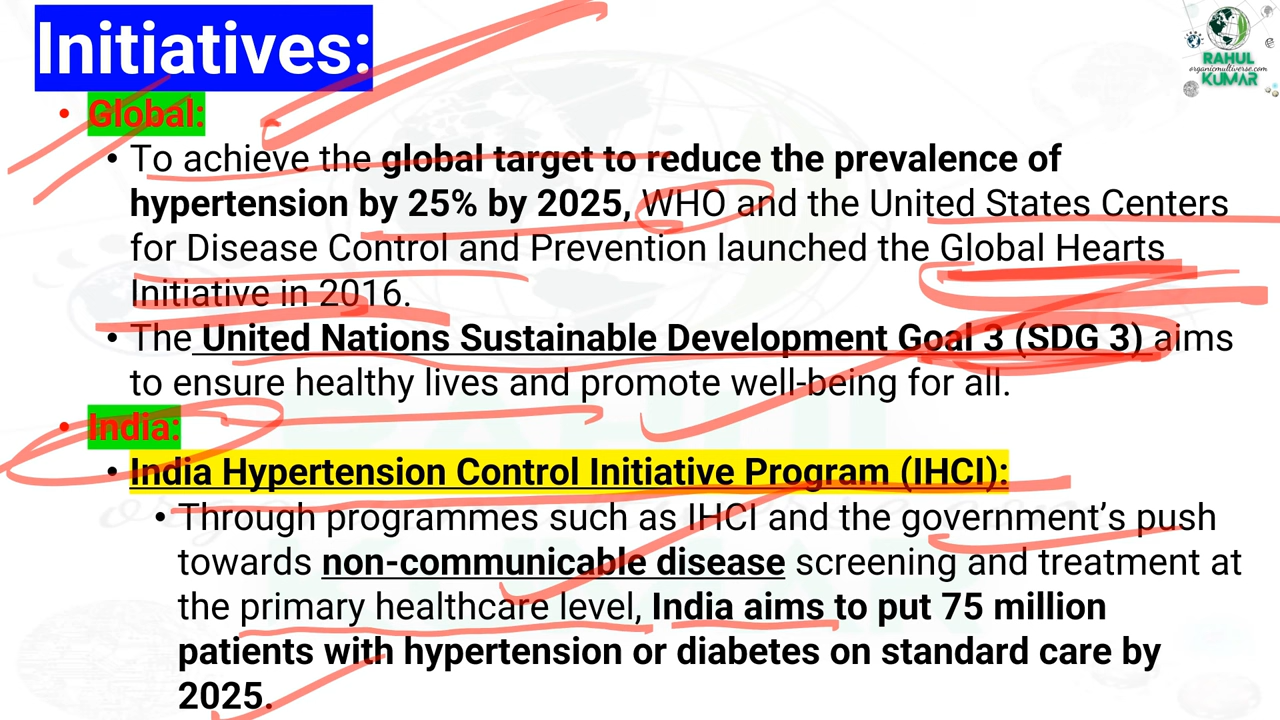 Initiatives:
RAHUL
organicmultiverse.com
KUMAR
• Global:
• To achieve the global target to reduce the prevalence of
hypertension by 25% by 2025, WHO and the United States Centers
for Disease Control and Prevention launched the Global Hearts
Initiative in 2016.
• The United Nations Sustainable Development Goal 3 (SDG 3) aims
to ensure healthy lives and promote well-being for all.
• India:
• India Hypertension Control Initiative Program (IHCI):
• Through programmes such as IHCI and the government’s push
towards non-communicable disease screening and treatment at
the primary healthcare level, India aims to put 75 million
patients with hypertension or diabetes on standard care by
2025.